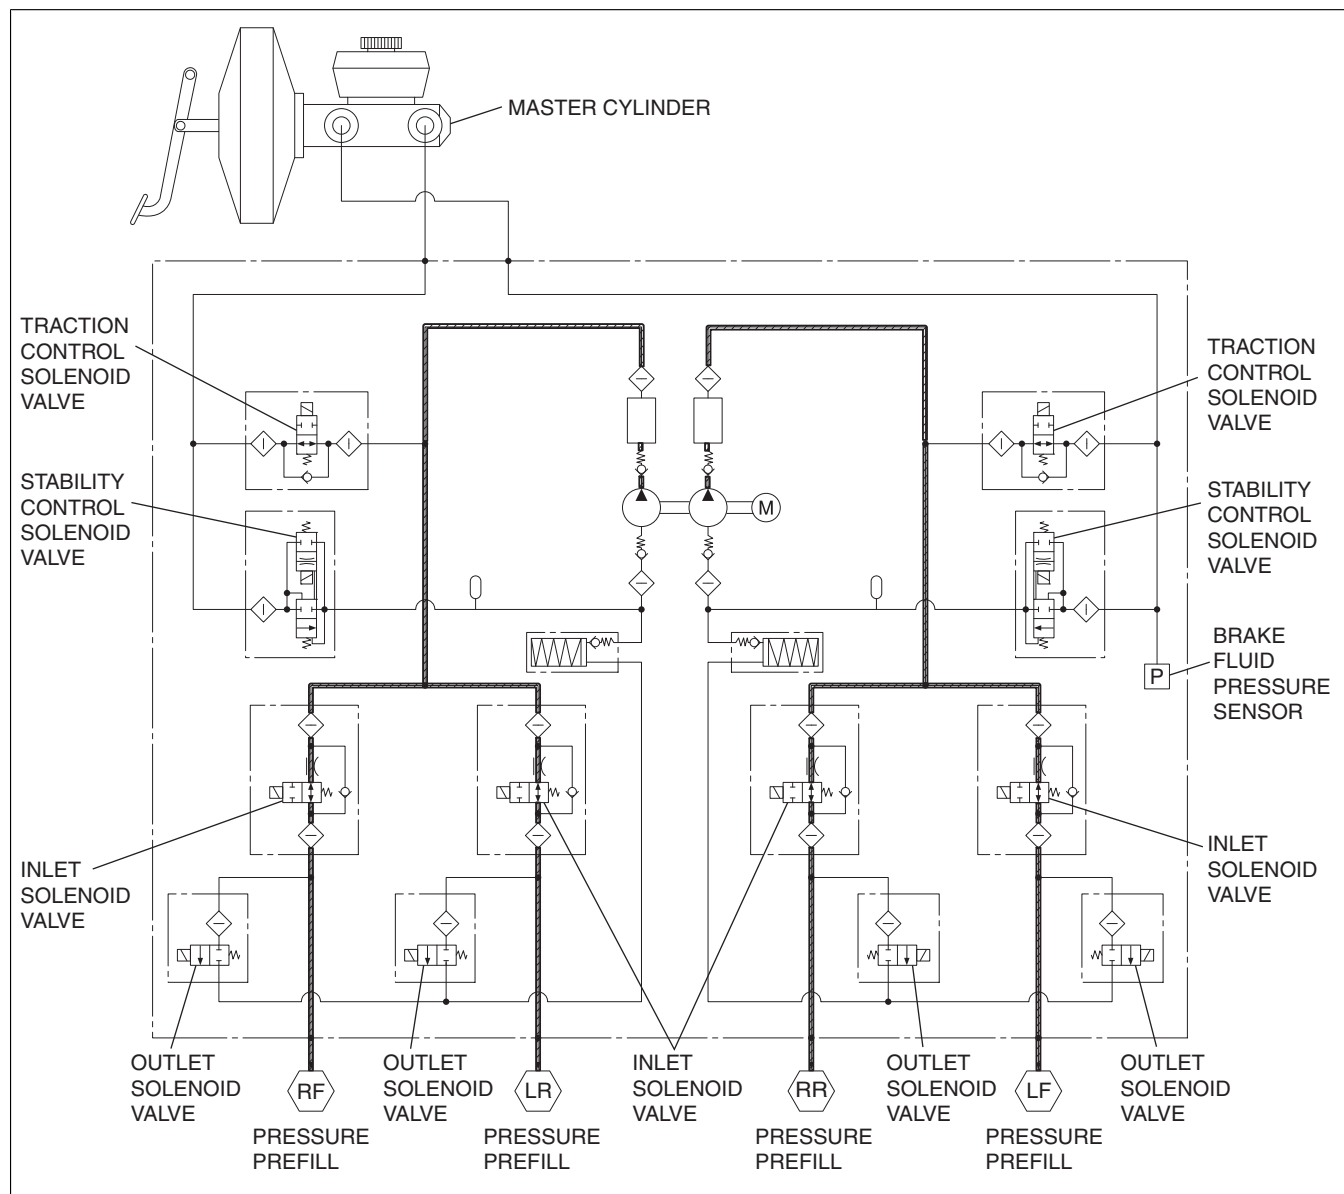 MASTER CYLINDER
TRACTION
CONTROL
SOLENOID
VALVE
TRACTION
CONTROL
SOLENOID
VALVE
STABILITY
CONTROL
SOLENOID
VALVE
M
STABILITY
CONTROL
SOLENOID
VALVE
P
BRAKE
FLUID
PRESSURE
SENSOR
INLET
SOLENOID
VALVE
INLET
SOLENOID
VALVE
OUTLET
SOLENOID
VALVE
RF
OUTLET
SOLENOID
VALVE
LR
INLET
SOLENOID
VALVE
RR
OUTLET
SOLENOID
VALVE
LF
OUTLET
SOLENOID
VALVE
PRESSURE
PREFILL
PRESSURE
PREFILL
PRESSURE
PREFILL
PRESSURE
PREFILL